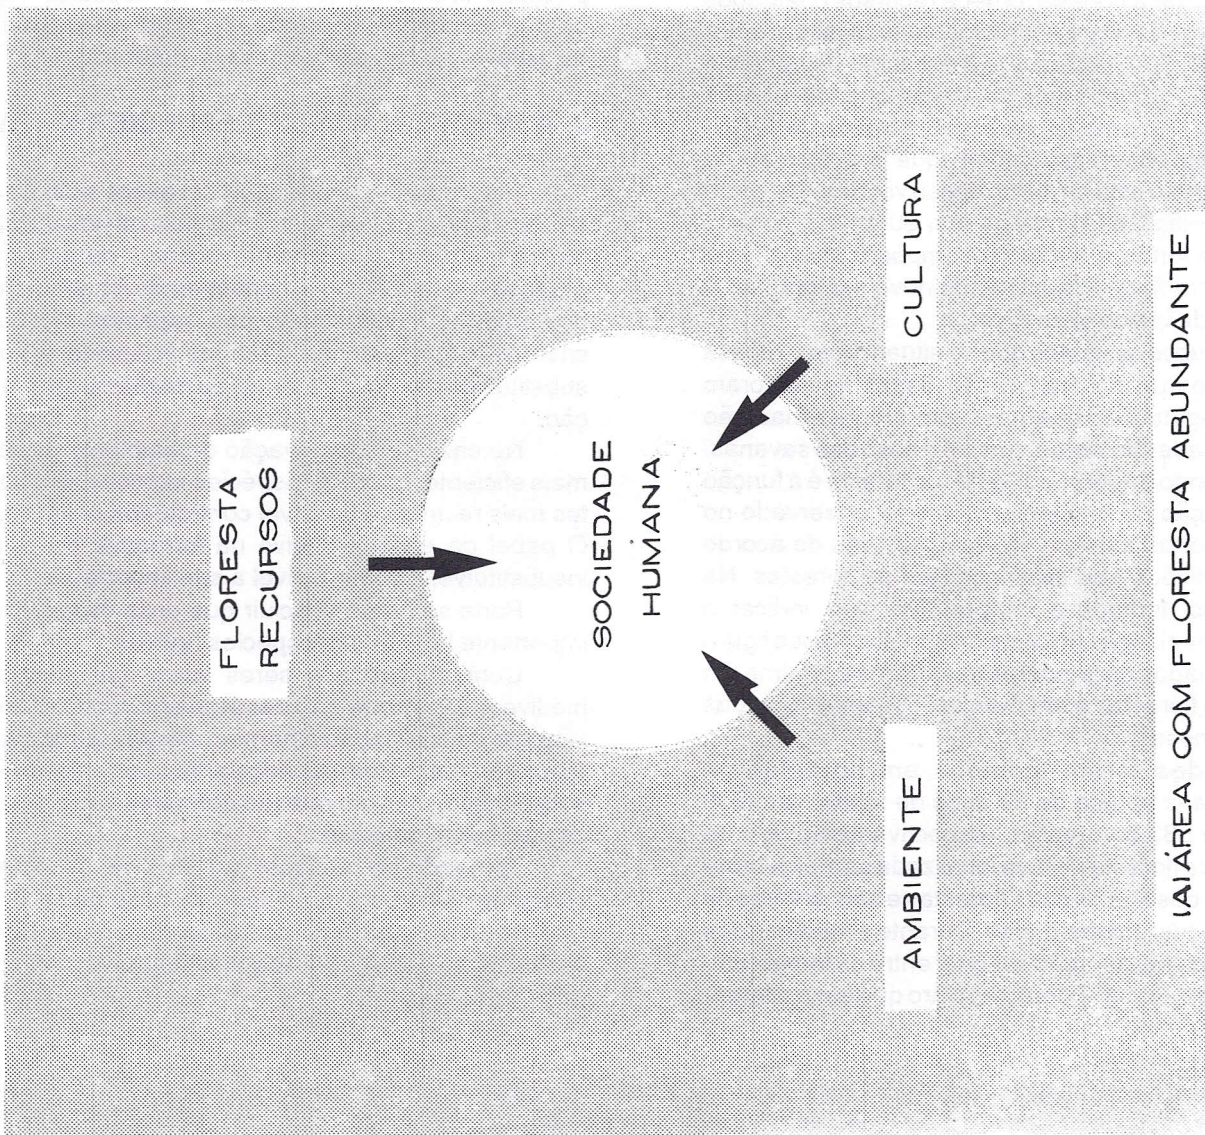 FLORESTA
RECURSOS
SOCIEDADE
HUMANA
AMBIENTE
CULTURA
(A) ÁREA COM FLORESTA ABUNDANTE